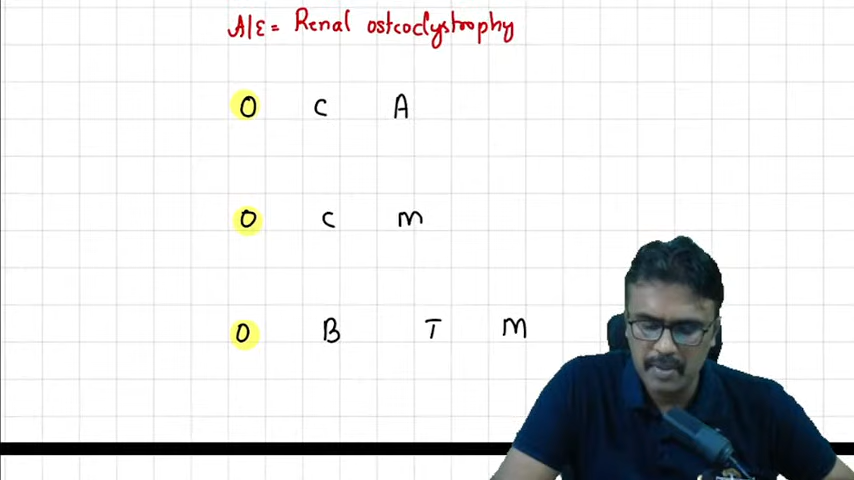 A/E = Renal osteodystrophy
O C A
O C M
O B T M